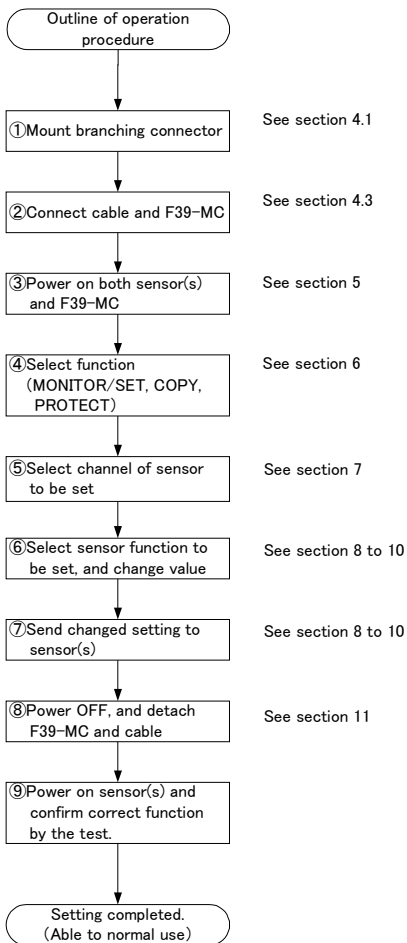 Outline of operation
procedure
①Mount branching connector
See section 4.1
②Connect cable and F39-MC
See section 4.3
③Power on both sensor(s)
and F39-MC
See section 5
④Select function
(MONITOR/SET, COPY,
PROTECT)
See section 6
⑤Select channel of sensor
to be set
See section 7
⑥Select sensor function to
be set, and change value
See section 8 to 10
⑦Send changed setting to
sensor(s)
See section 8 to 10
⑧Power OFF, and detach
F39-MC and cable
See section 11
⑨Power on sensor(s) and
confirm correct function
by the test.
Setting completed.
(Able to normal use)